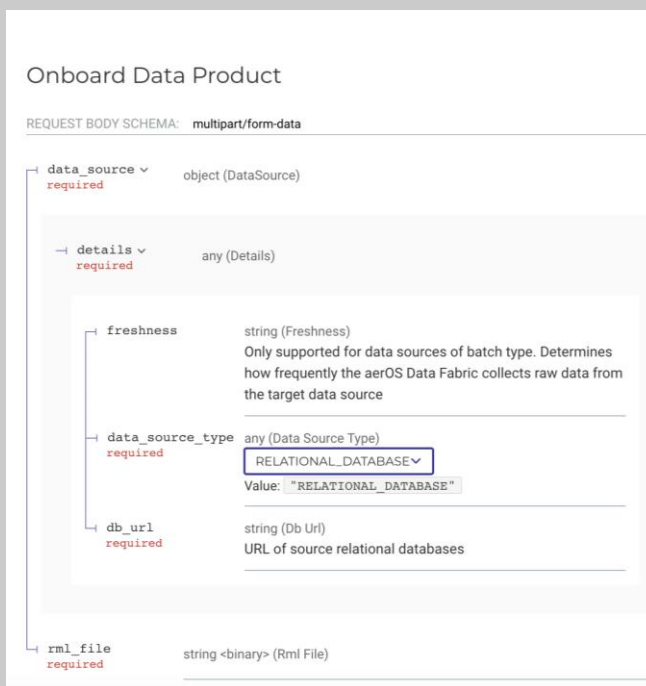 Onboard Data Product
REQUEST BODY SCHEMA: multipart/form-data
data_source
required
object (DataSource)
details
required
any (Details)
freshness
string (Freshness)
Only supported for data sources of batch type. Determines
how frequently the aerOS Data Fabric collects raw data from
the target data source
data_source_type
required
any (Data Source Type)
RELATIONAL_DATABASE
Value: "RELATIONAL_DATABASE"
db_url
required
string (Db Url)
URL of source relational databases
rml_file
required
string <binary> (Rml File)